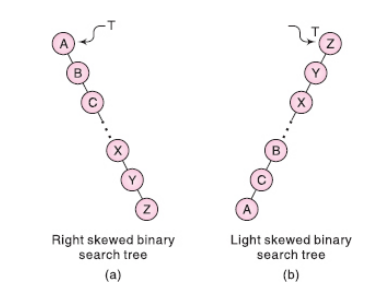 T
A
B
C
X
Y
Z
Right skewed binary
search tree
(a)
T
Z
Y
X
B
C
A
Light skewed binary
search tree
(b)